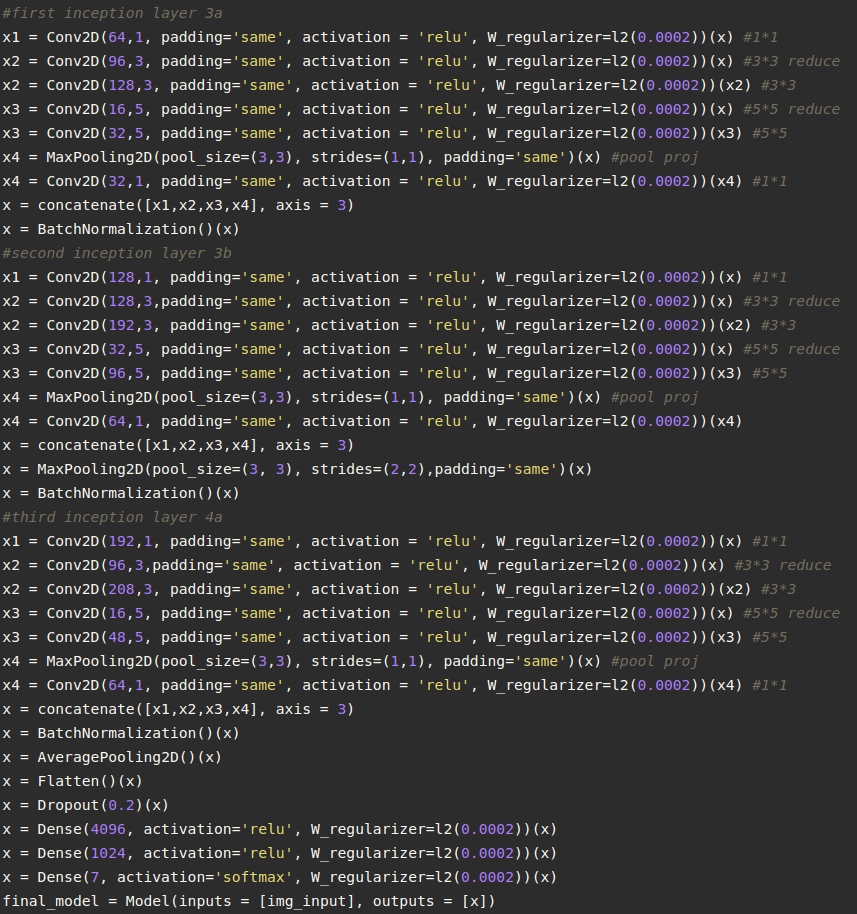 #first inception layer 3a
x1 = Conv2D(64,1, padding='same', activation = 'relu', W_regularizer=l2(0.0002))(x) #1*1
x2 = Conv2D(96,3, padding='same', activation = 'relu', W_regularizer=l2(0.0002))(x) #3*3 reduce
x2 = Conv2D(128,3, padding='same', activation = 'relu', W_regularizer=l2(0.0002))(x2) #3*3
x3 = Conv2D(16,5, padding='same', activation = 'relu', W_regularizer=l2(0.0002))(x) #5*5 reduce
x3 = Conv2D(32,5, padding='same', activation = 'relu', W_regularizer=l2(0.0002))(x3) #5*5
x4 = MaxPooling2D(pool_size=(3,3), strides=(1,1), padding='same')(x) #pool proj
x4 = Conv2D(32,1, padding='same', activation = 'relu', W_regularizer=l2(0.0002))(x4) #1*1
x = concatenate([x1,x2,x3,x4], axis = 3)
x = BatchNormalization()(x)
#second inception layer 3b
x1 = Conv2D(128,1, padding='same', activation = 'relu', W_regularizer=l2(0.0002))(x) #1*1
x2 = Conv2D(128,3,padding='same', activation = 'relu', W_regularizer=l2(0.0002))(x) #3*3 reduce
x2 = Conv2D(192,3, padding='same', activation = 'relu', W_regularizer=l2(0.0002))(x2) #3*3
x3 = Conv2D(32,5, padding='same', activation = 'relu', W_regularizer=l2(0.0002))(x) #5*5 reduce
x3 = Conv2D(96,5, padding='same', activation = 'relu', W_regularizer=l2(0.0002))(x3) #5*5
x4 = MaxPooling2D(pool_size=(3,3), strides=(1,1), padding='same')(x) #pool proj
x4 = Conv2D(64,1, padding='same', activation = 'relu', W_regularizer=l2(0.0002))(x4)
x = concatenate([x1,x2,x3,x4], axis = 3)
x = MaxPooling2D(pool_size=(3, 3), strides=(2,2),padding='same')(x)
x = BatchNormalization()(x)
#third inception layer 4a
x1 = Conv2D(192,1, padding='same', activation = 'relu', W_regularizer=l2(0.0002))(x) #1*1
x2 = Conv2D(96,3,padding='same', activation = 'relu', W_regularizer=l2(0.0002))(x) #3*3 reduce
x2 = Conv2D(208,3, padding='same', activation = 'relu', W_regularizer=l2(0.0002))(x2) #3*3
x3 = Conv2D(16,5, padding='same', activation = 'relu', W_regularizer=l2(0.0002))(x) #5*5 reduce
x3 = Conv2D(48,5, padding='same', activation = 'relu', W_regularizer=l2(0.0002))(x3) #5*5
x4 = MaxPooling2D(pool_size=(3,3), strides=(1,1), padding='same')(x) #pool proj
x4 = Conv2D(64,1, padding='same', activation = 'relu', W_regularizer=l2(0.0002))(x4) #1*1
x = concatenate([x1,x2,x3,x4], axis = 3)
x = BatchNormalization()(x)
x = AveragePooling2D()(x)
x = Flatten()(x)
x = Dropout(0.2)(x)
x = Dense(4096, activation='relu', W_regularizer=l2(0.0002))(x)
x = Dense(1024, activation='relu', W_regularizer=l2(0.0002))(x)
x = Dense(7, activation='softmax', W_regularizer=l2(0.0002))(x)
final_model = Model(inputs = [img_input], outputs = [x])